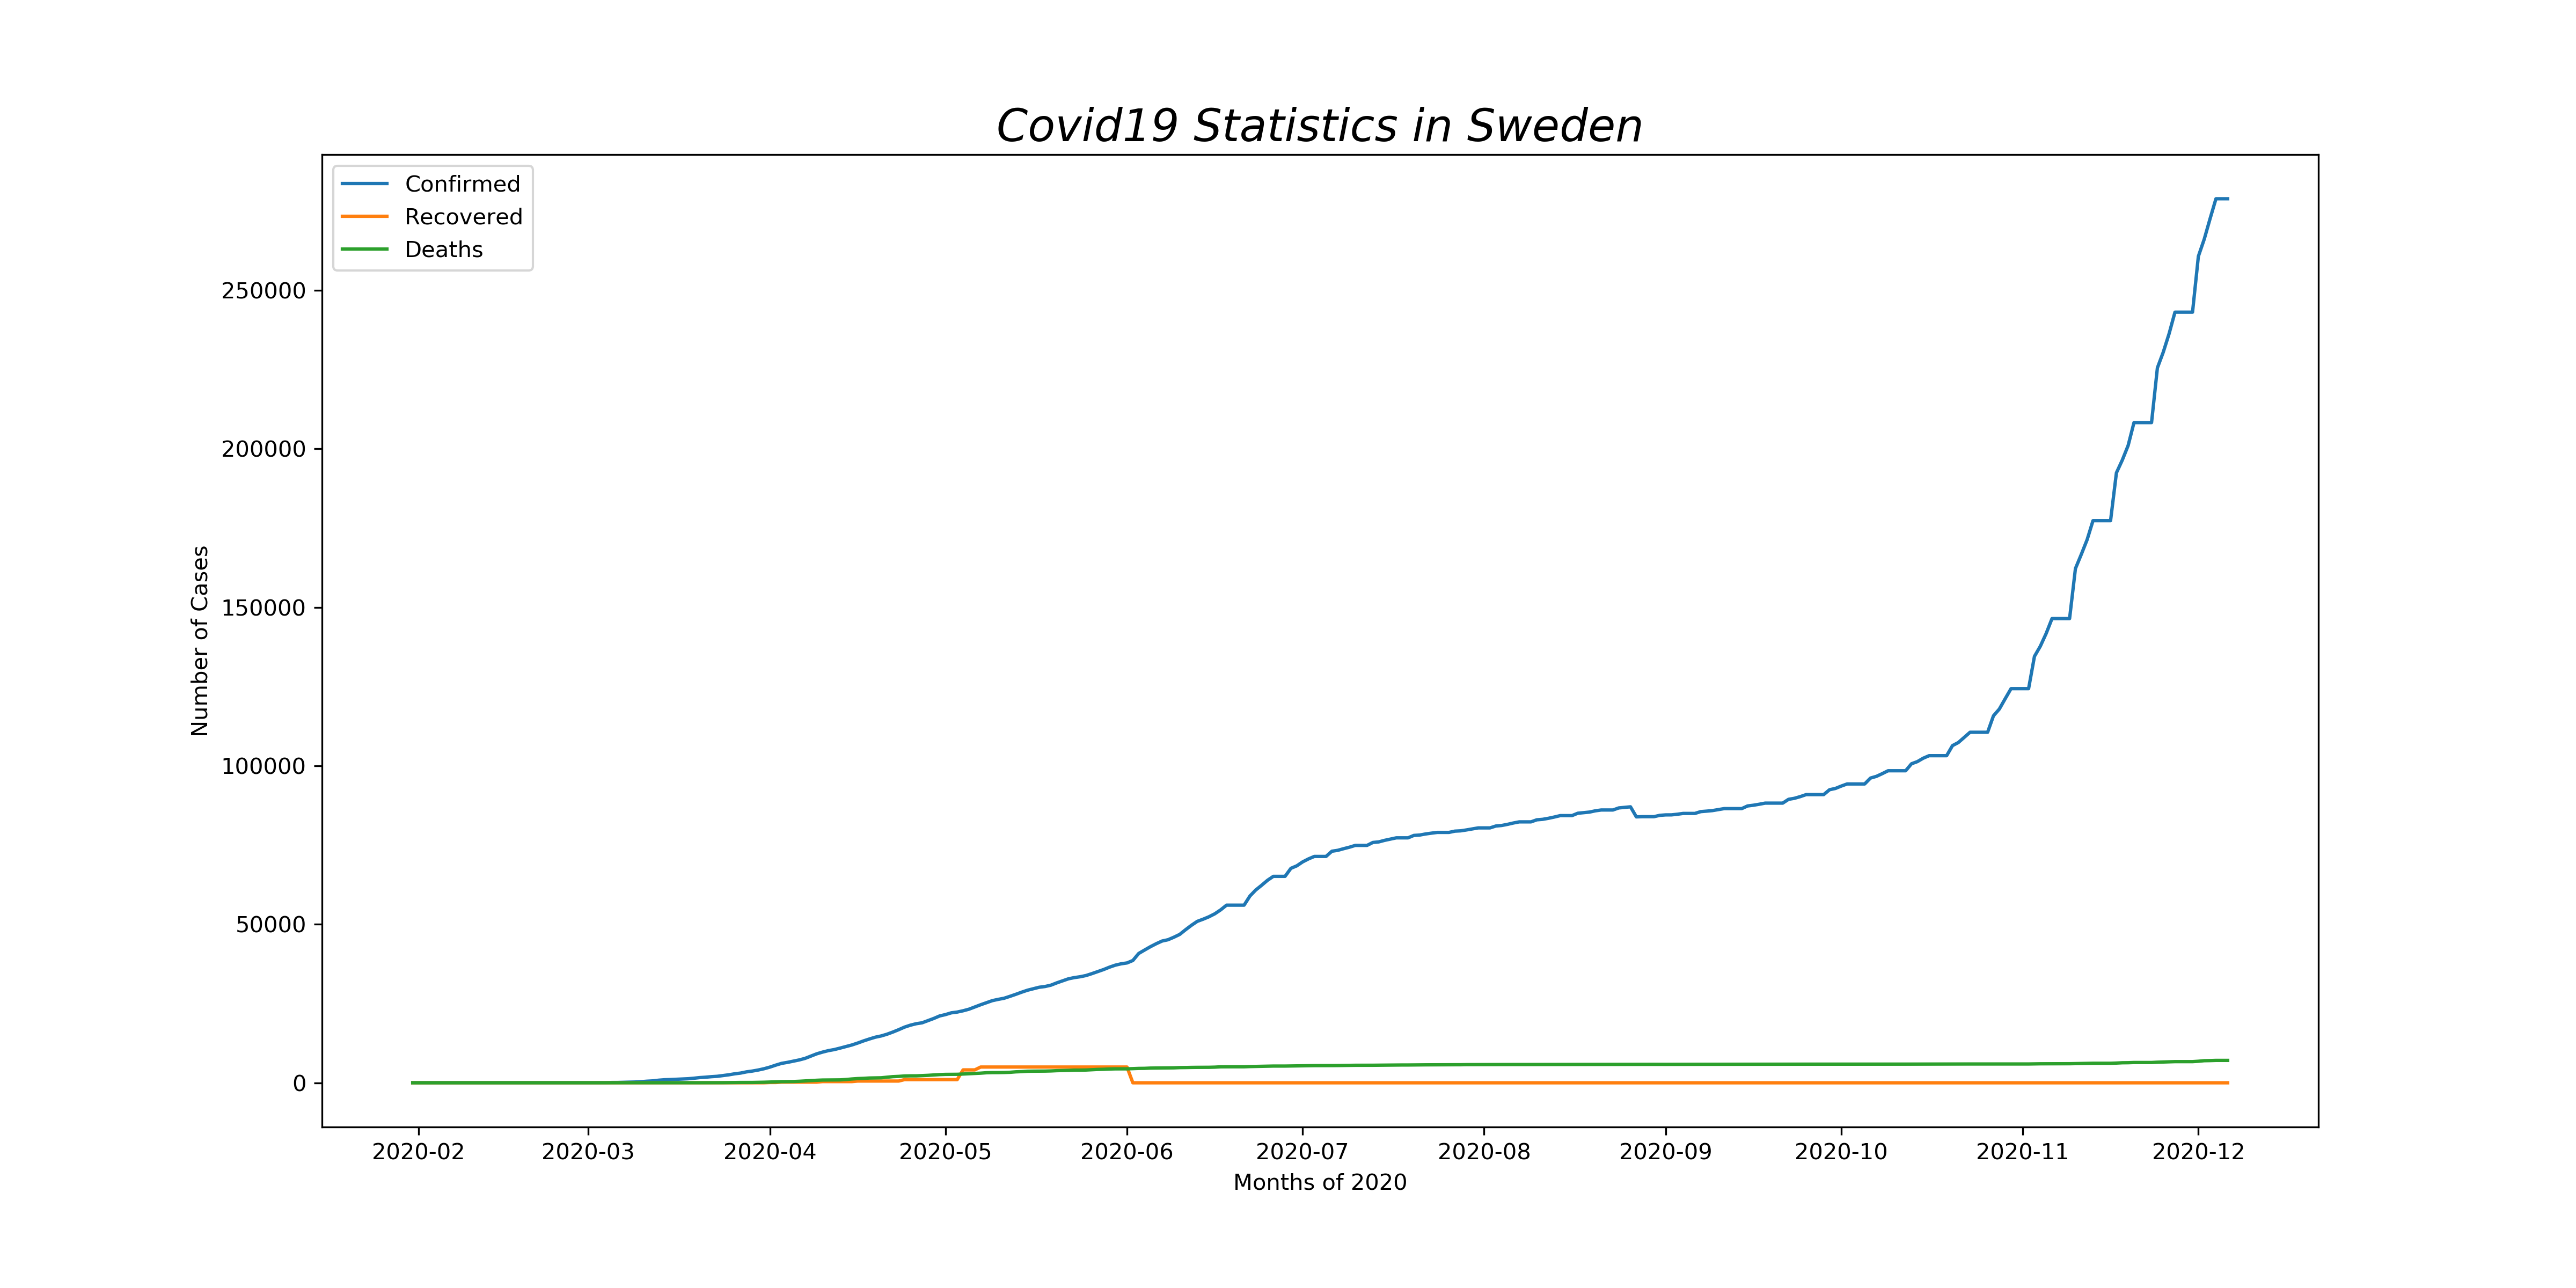 Covid19 Statistics in Sweden
Confirmed
Recovered
Deaths
Number of Cases
250000
200000
150000
100000
50000
0
2020-02 2020-03 2020-04 2020-05 2020-06 2020-07 2020-08 2020-09 2020-10 2020-11 2020-12
Months of 2020